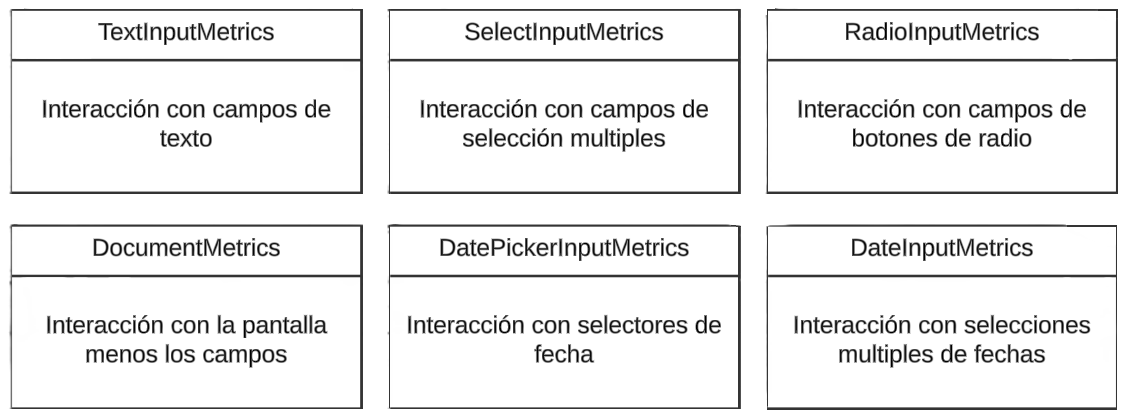 TextInputMetrics
Interacción con campos de
texto
SelectInputMetrics
Interacción con campos de
selección multiples
RadioInputMetrics
Interacción con campos de
botones de radio
DocumentMetrics
Interacción con la pantalla
menos los campos
DatePickerInputMetrics
Interacción con selectores de
fecha
DateInputMetrics
Interacción con selecciones
multiples de fechas